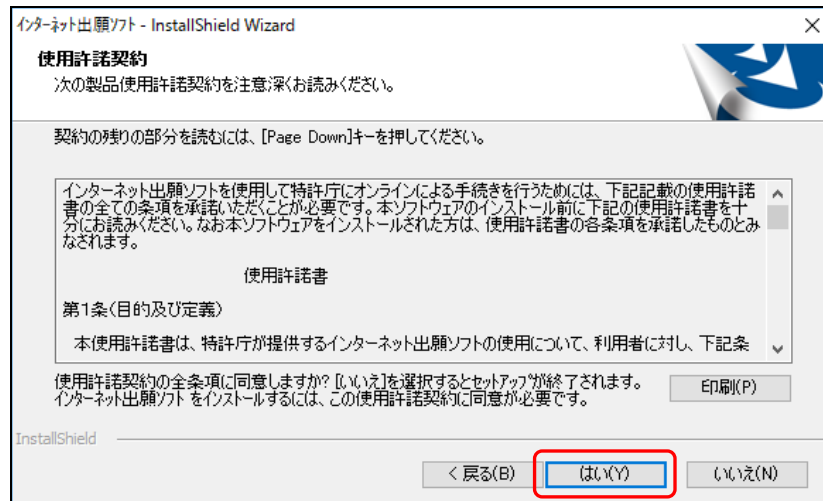 インターネット出願ソフト - InstallShield Wizard
使用許諾契約
次の製品使用許諾契約を注意深くお読みください。
契約の残りの部分を読むには、[Page Down]キーを押してください。
インターネット出願ソフトを使用して特許庁にオンラインによる手続きを行うためには、下記記載の使用許諾
書の全ての条項を承諾いただくことが必要です。本ソフトウェアのインストール前に下記の使用許諾書を十
分にお読みください。なお本ソフトウェアをインストールされた方は、使用許諾書の各条項を承諾したものとみ
なされます。
使用許諾書
第1条(目的及び定義)
本使用許諾書は、特許庁が提供するインターネット出願ソフトの使用について、利用者に対し、下記条
使用許諾契約の全条項に同意しますか? [いいえ]を選択するとセットアップが終了されます。
インターネット出願ソフト をインストールするには、この使用許諾契約に同意が必要です。
印刷(P)
InstallShield
< 戻る(B)
はい(Y)
いいえ(N)